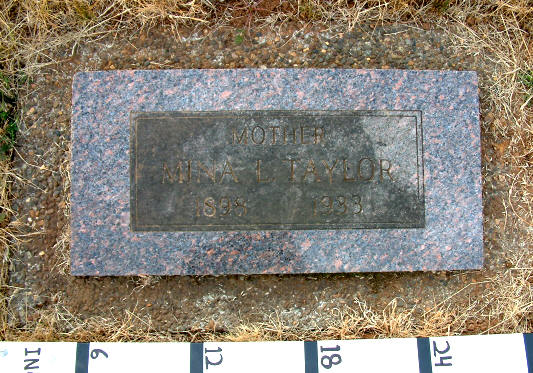 MOTHER
MINA L. TAYLOR
1898 1983
IN
6 12 18 24